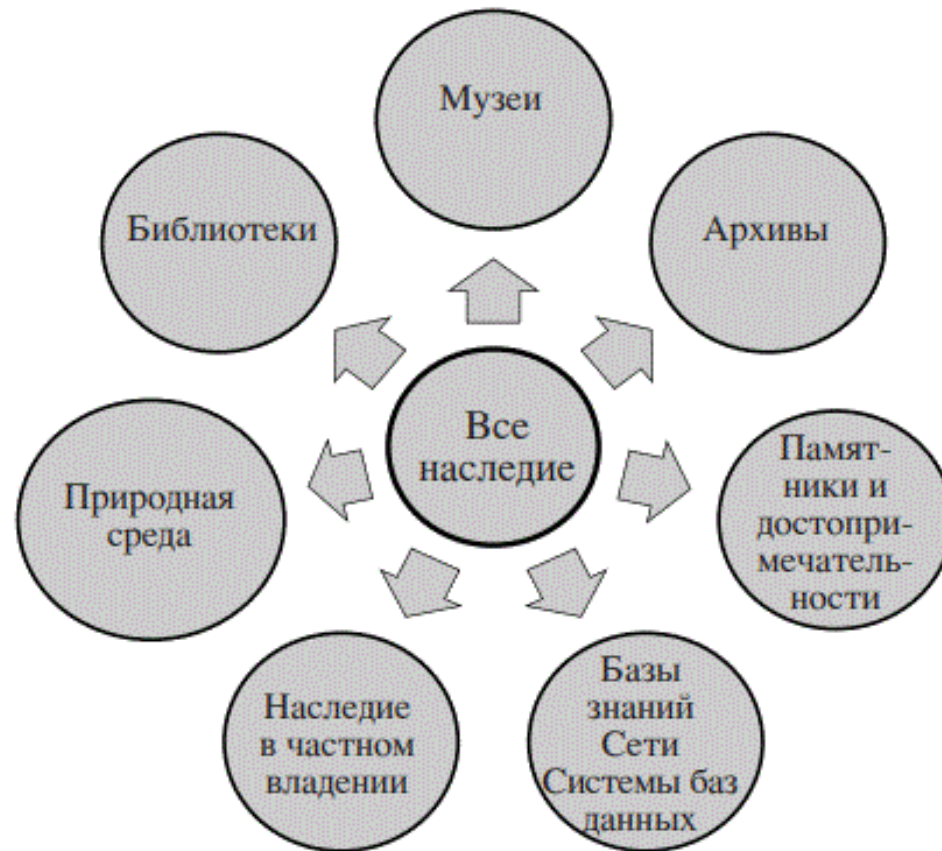 Музеи
Библиотеки
Архивы
Все
наследие
Природная
среда
Памят-
ники и
достопри-
мечатель-
ности
Наследие
в частном
владении
Базы
знаний
Сети
Системы баз
данных